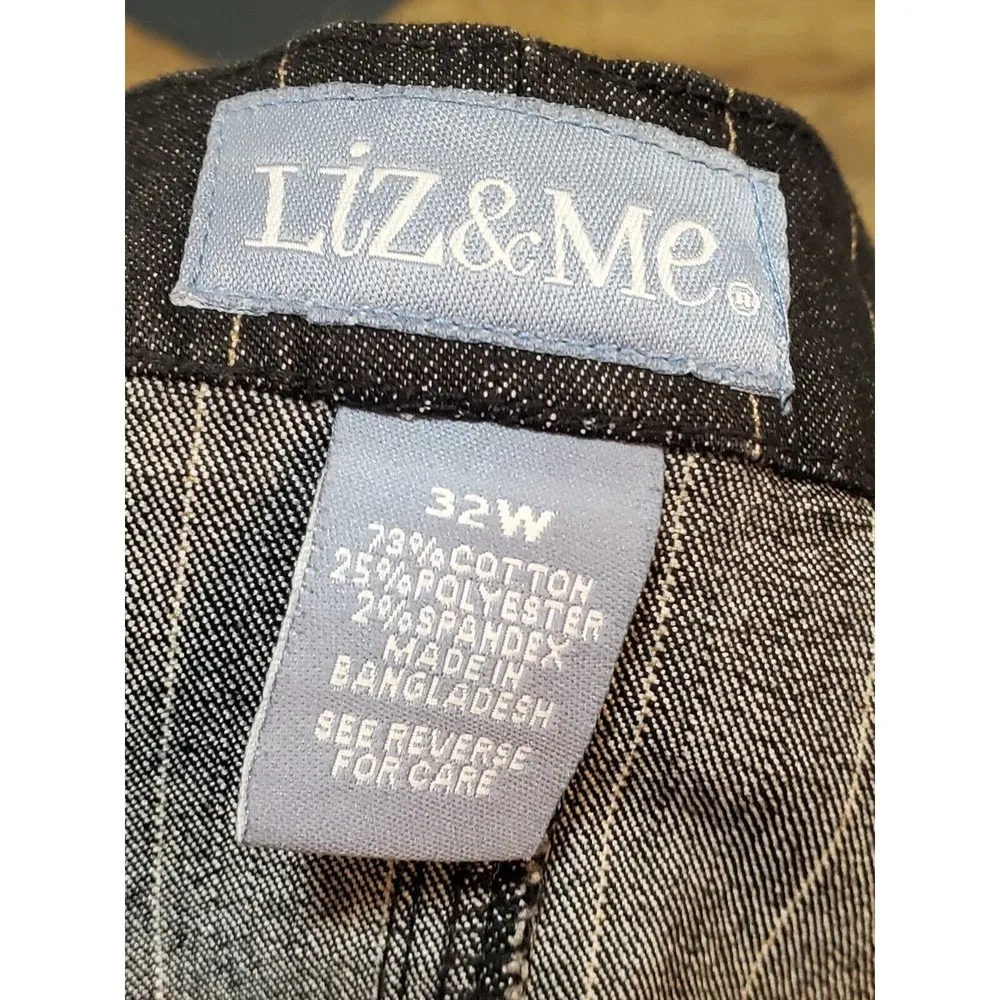 LiZ&Me®
32W
73%COTTON
25%POLYESTER
2%SPANDEX
MADE IN
BANGLADESH
SEE REVERSE
FOR CARE